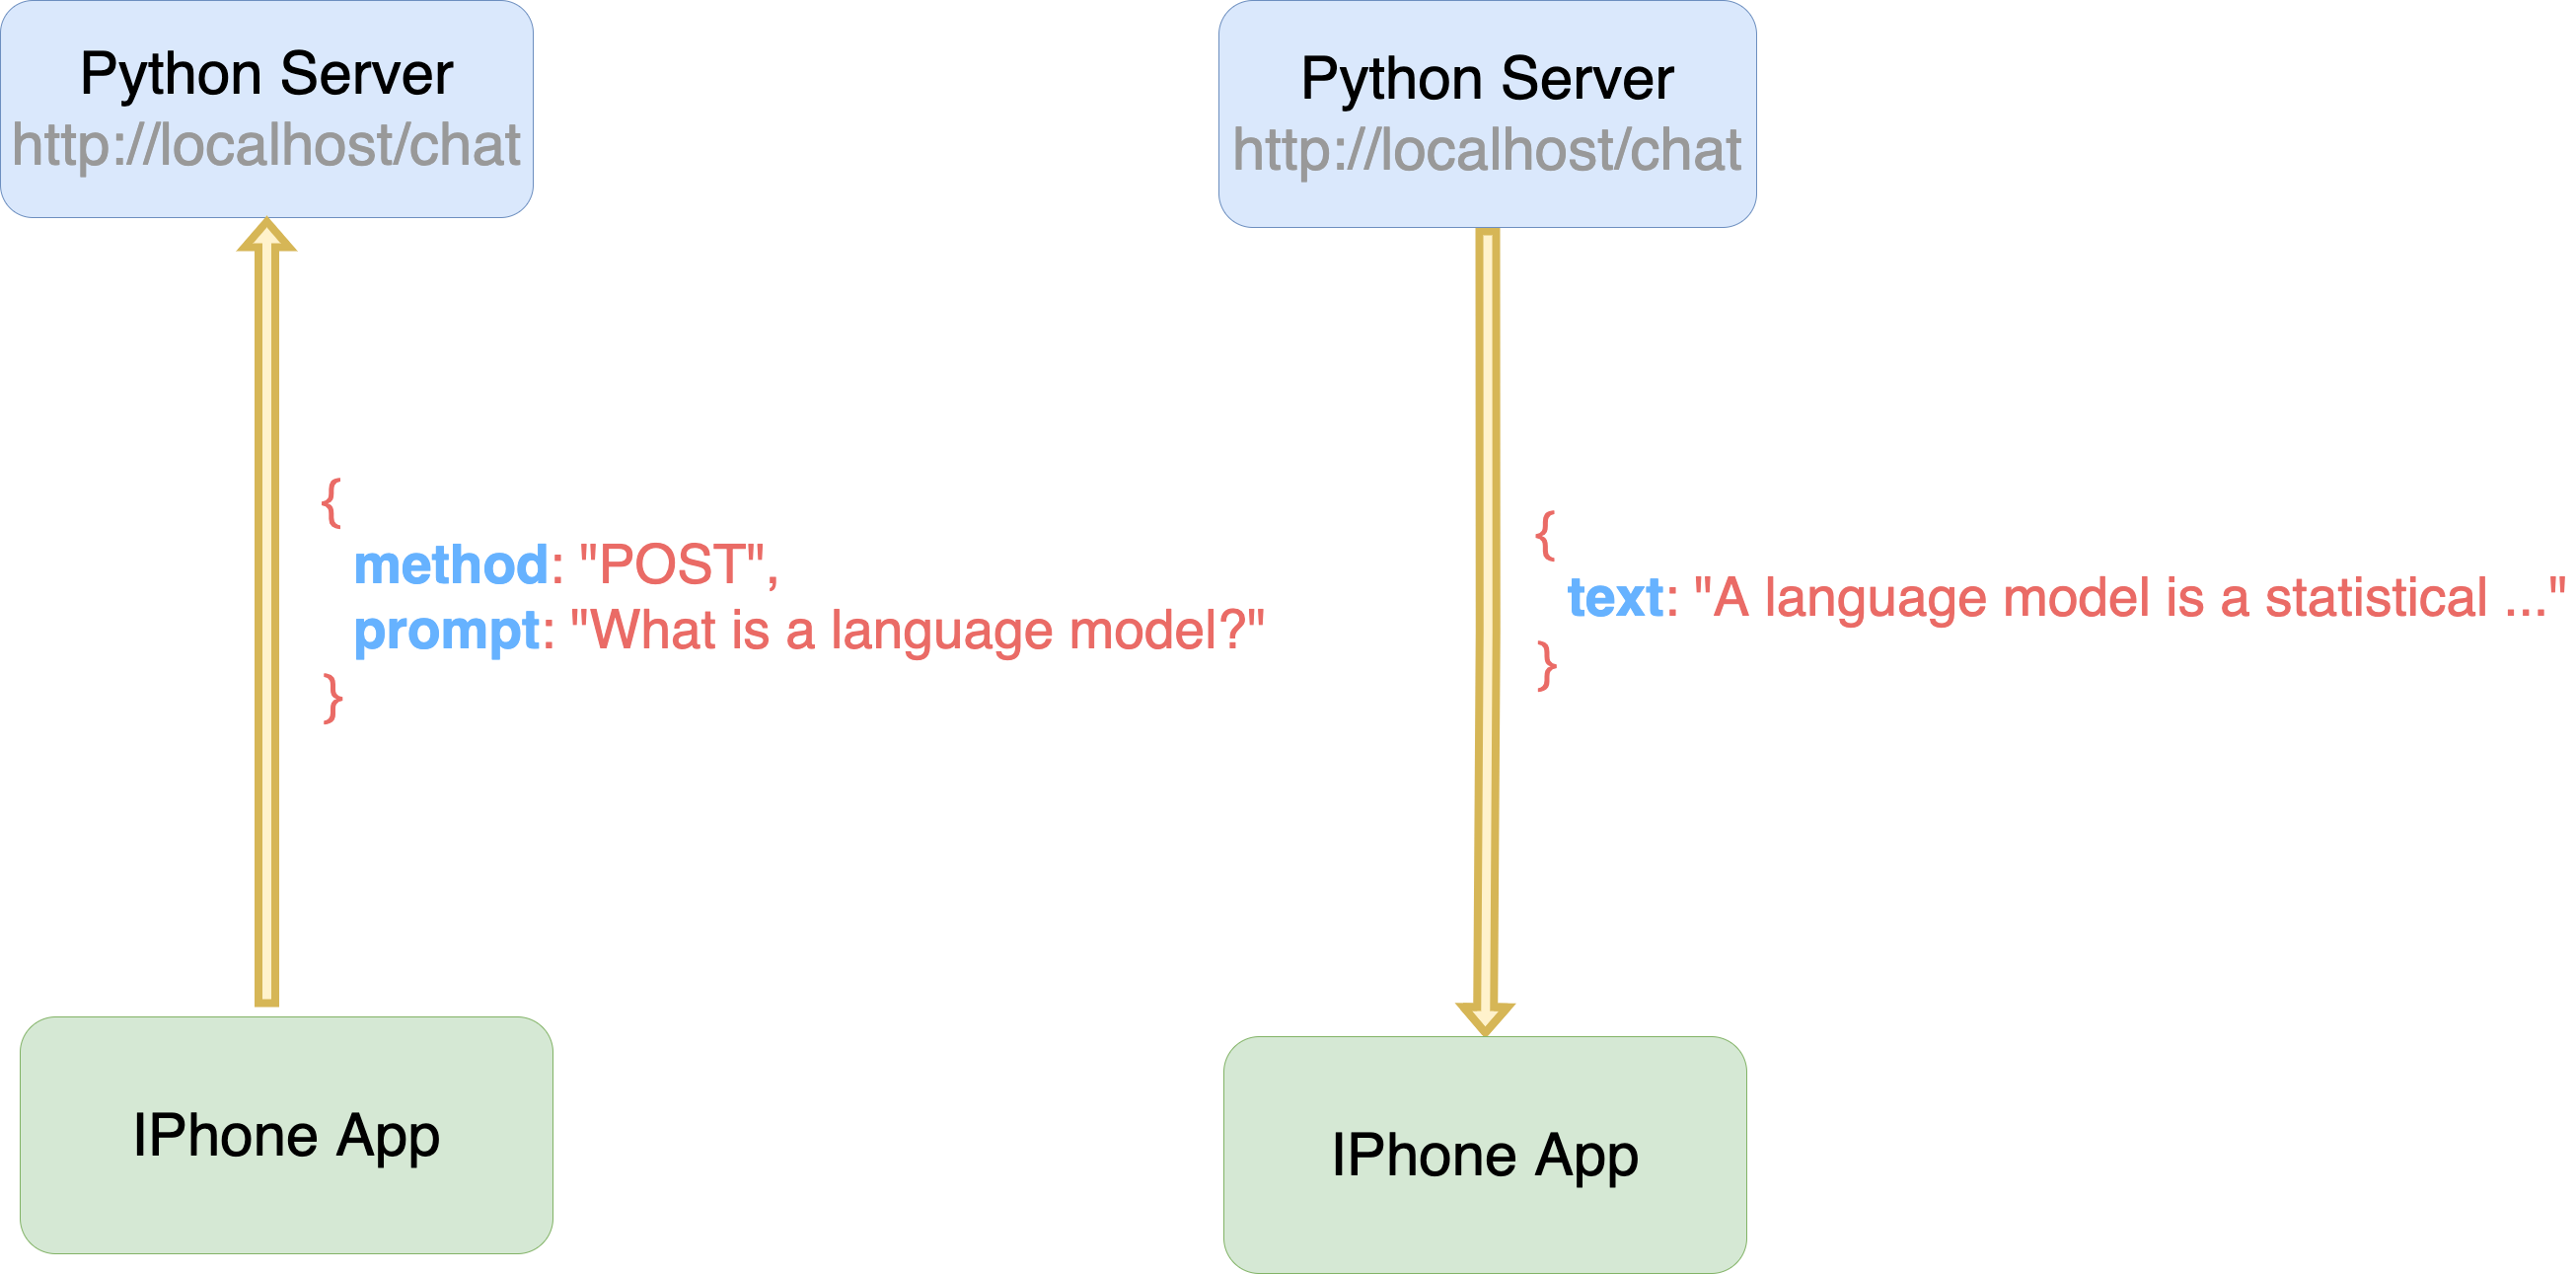 Python Server
http://localhost/chat
{
method: "POST",
prompt: "What is a language model?"
}
IPhone App
Python Server
http://localhost/chat
{
text: "A language model is a statistical ..."
}
IPhone App